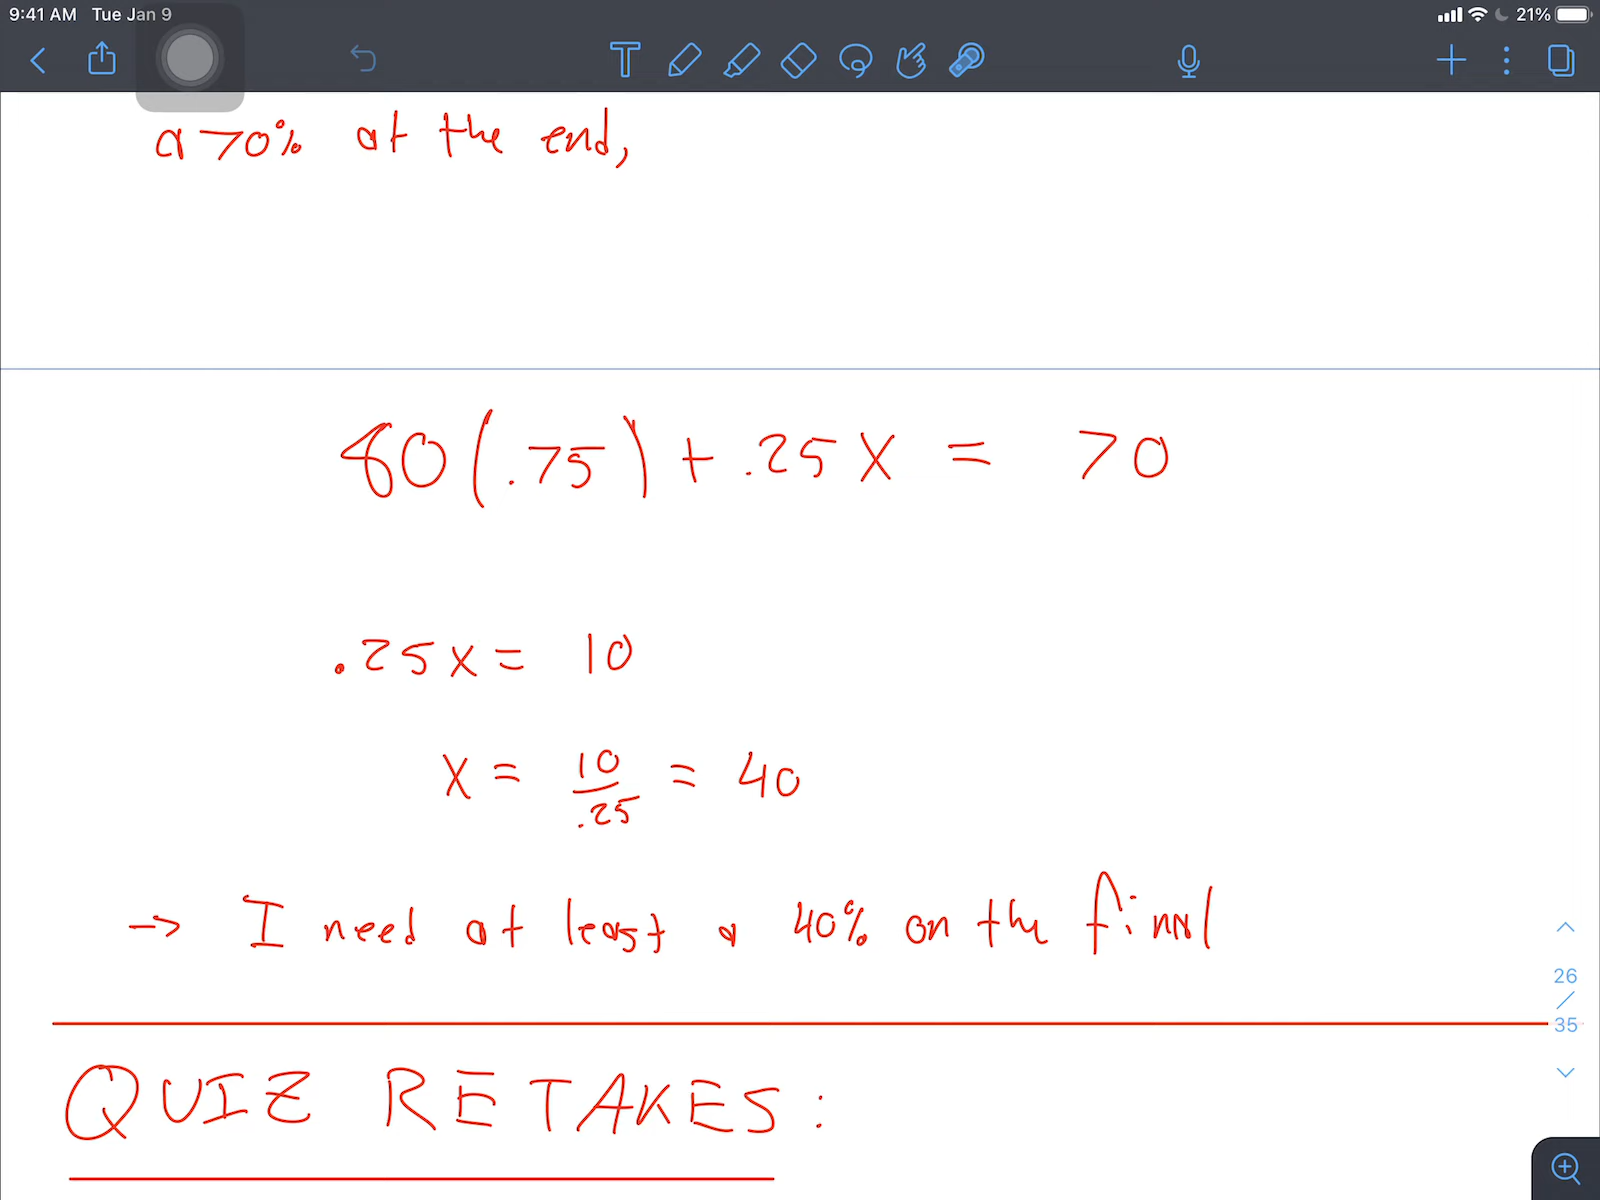 9:41 AM Tue Jan 9 21%
a 70% at the end,
80(.75) + .25x = 70
.25x = 10
x = 10/.25 = 40
→ I need at least a 40% on the final
26
/
35
QUIZ RETAKES: